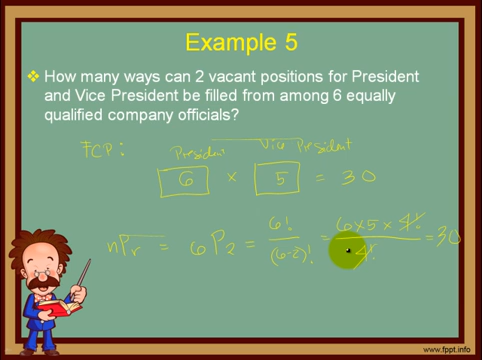 Example 5
How many ways can 2 vacant positions for President
and Vice President be filled from among 6 equally
qualified company officials?
FCP: President Vice President
6 × 5 = 30
nPr = 6P2 = 6! / (6-2)! = 6 x 5 x 4! / 4! = 30
www.fppt.info